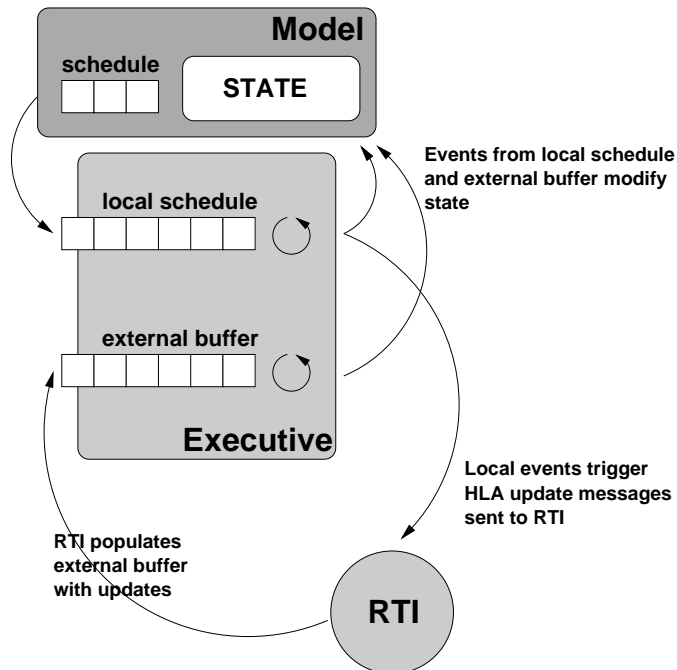 Model
schedule
STATE
Events from local schedule
and external buffer modify
state
local schedule
external buffer
Executive
Local events trigger
HLA update messages
sent to RTI
RTI populates
external buffer
with updates
RTI